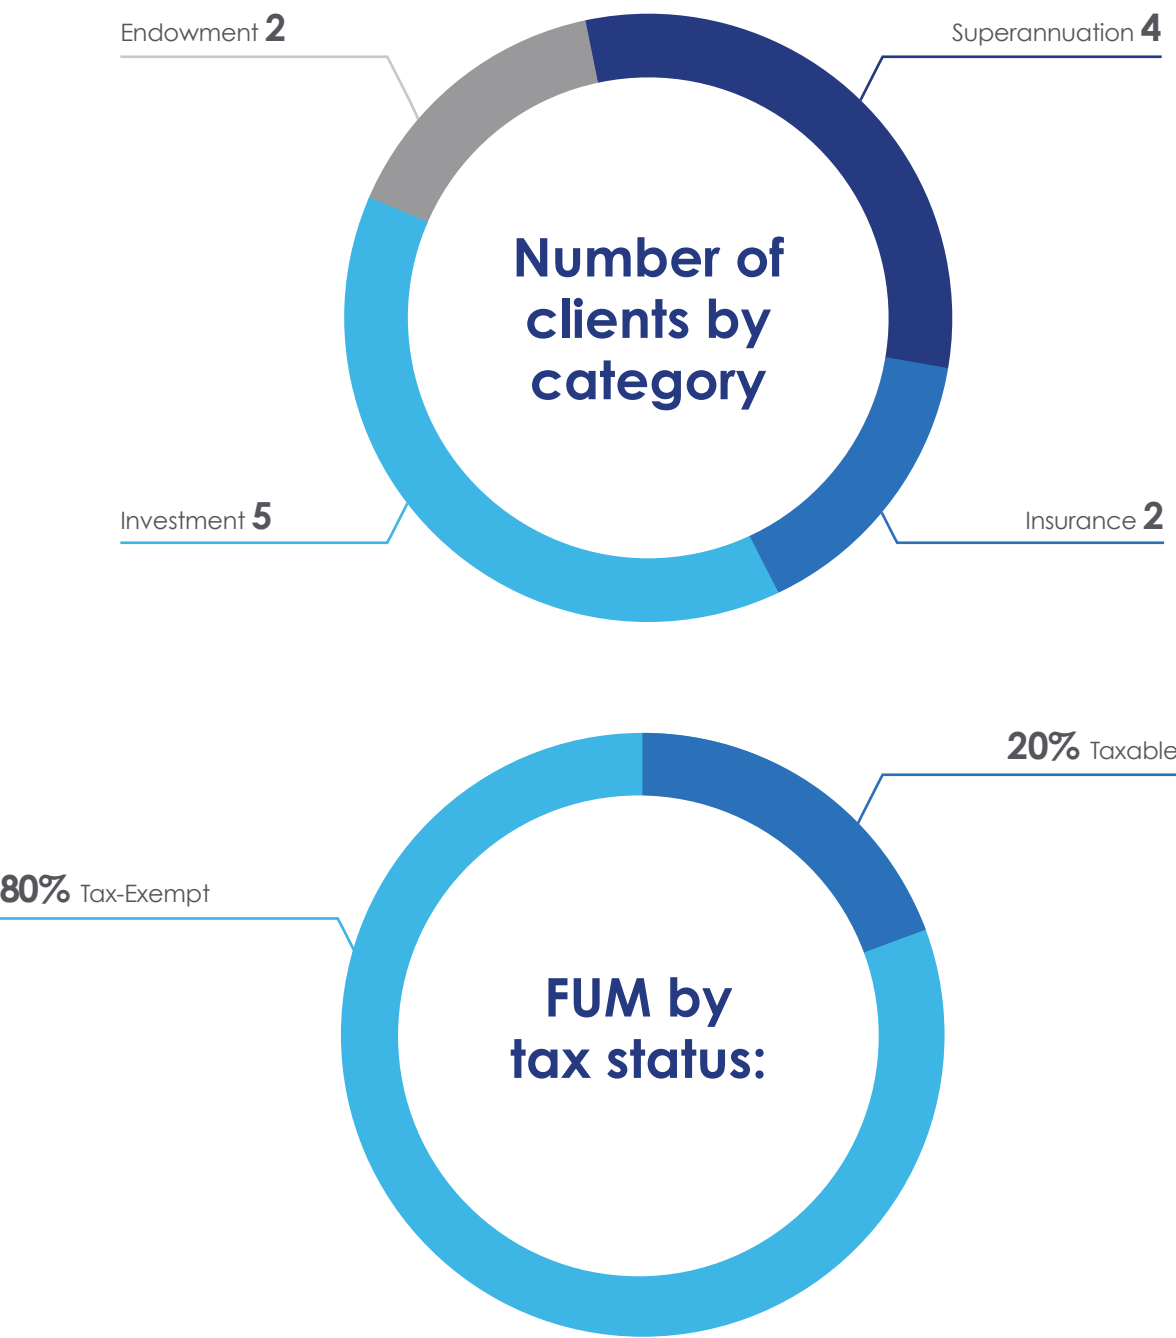 Endowment 2
Superannuation 4
Number of
clients by
category
Investment 5
Insurance 2
20% Taxable
80% Tax-Exempt
FUM by
tax status: